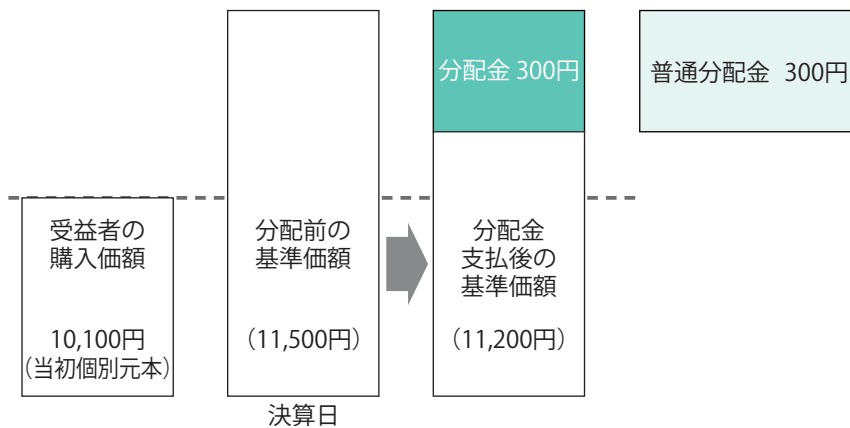 分配金 300円
普通分配金 300円
受益者の
購入価額
10,100円
（当初個別元本）
分配前の
基準価額
（11,500円）
分配金
支払後の
基準価額
（11,200円）
決算日